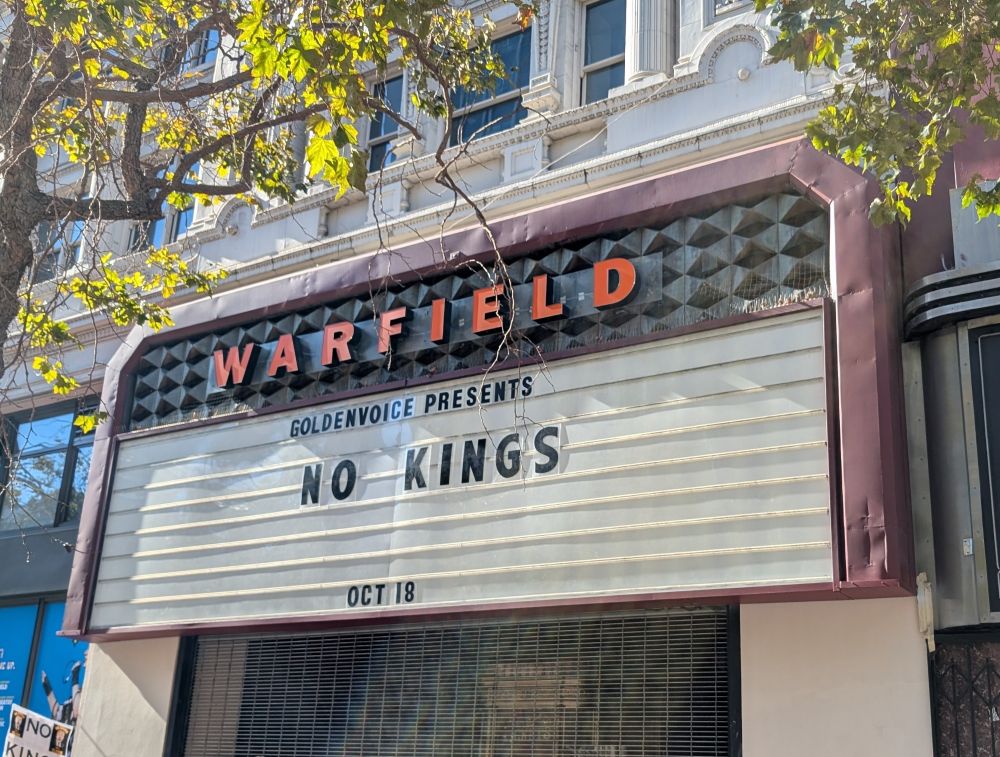 WARFIELD
GOLDENVOICE PRESENTS
NO KINGS
OCT 18
NO